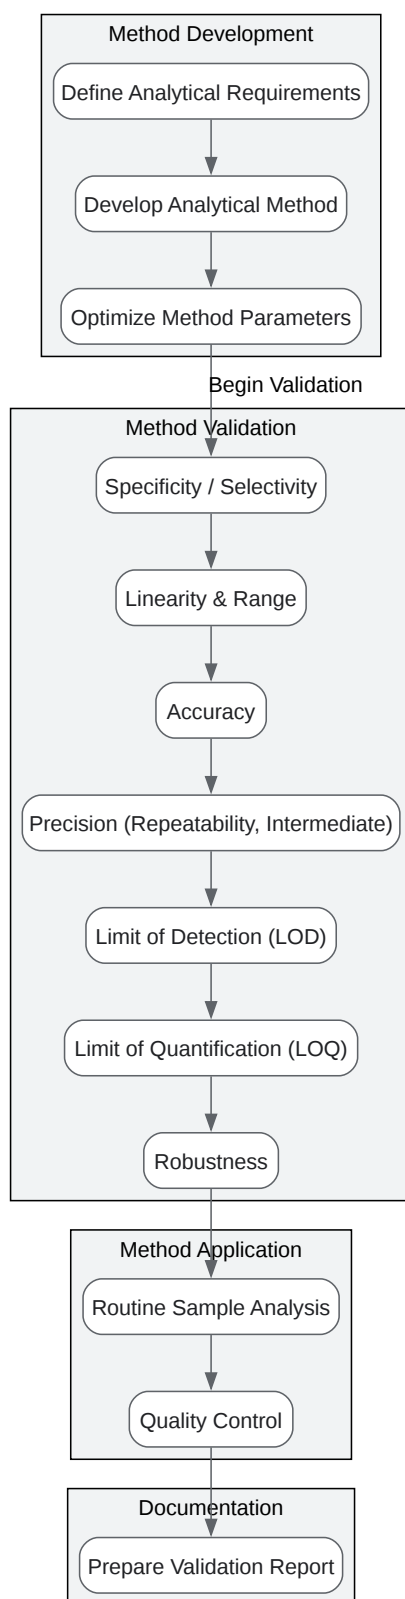 Method Development
Define Analytical Requirements
Develop Analytical Method
Optimize Method Parameters
Begin Validation
Method Validation
Specificity / Selectivity
Linearity & Range
Accuracy
Precision (Repeatability, Intermediate)
Limit of Detection (LOD)
Limit of Quantification (LOQ)
Robustness
Method Application
Routine Sample Analysis
Quality Control
Documentation
Prepare Validation Report